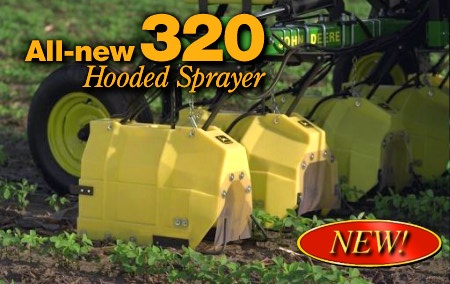 All-new 320
Hooded Sprayer
JOHN DEERE
NEW!